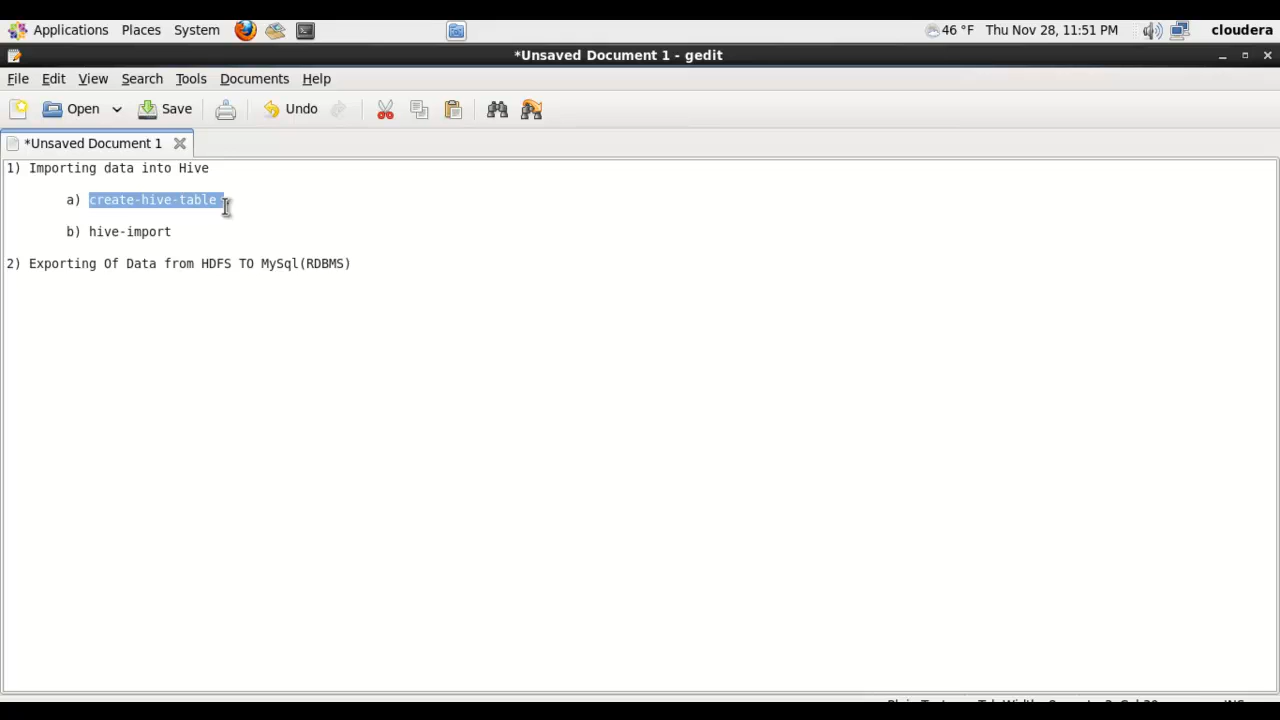 Applications Places System 46 °F Thu Nov 28, 11:51 PM cloudera
*Unsaved Document 1 - gedit
File Edit View Search Tools Documents Help
Open Save Undo
*Unsaved Document 1
1) Importing data into Hive
a) create-hive-table
b) hive-import
2) Exporting Of Data from HDFS TO MySql(RDBMS)